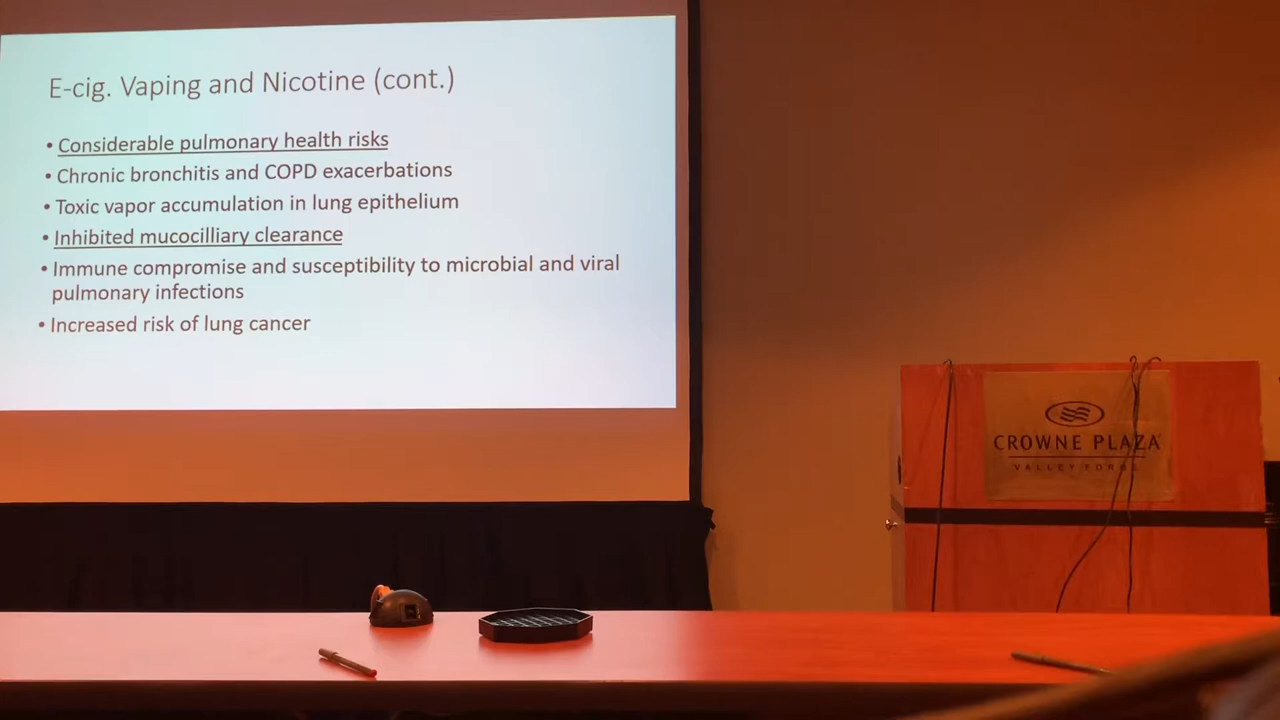 E-cig. Vaping and Nicotine (cont.)
• Considerable pulmonary health risks
• Chronic bronchitis and COPD exacerbations
• Toxic vapor accumulation in lung epithelium
• Inhibited mucocilliary clearance
• Immune compromise and susceptibility to microbial and viral
pulmonary infections
• Increased risk of lung cancer
CROWNE PLAZA
VALLEY FORGE